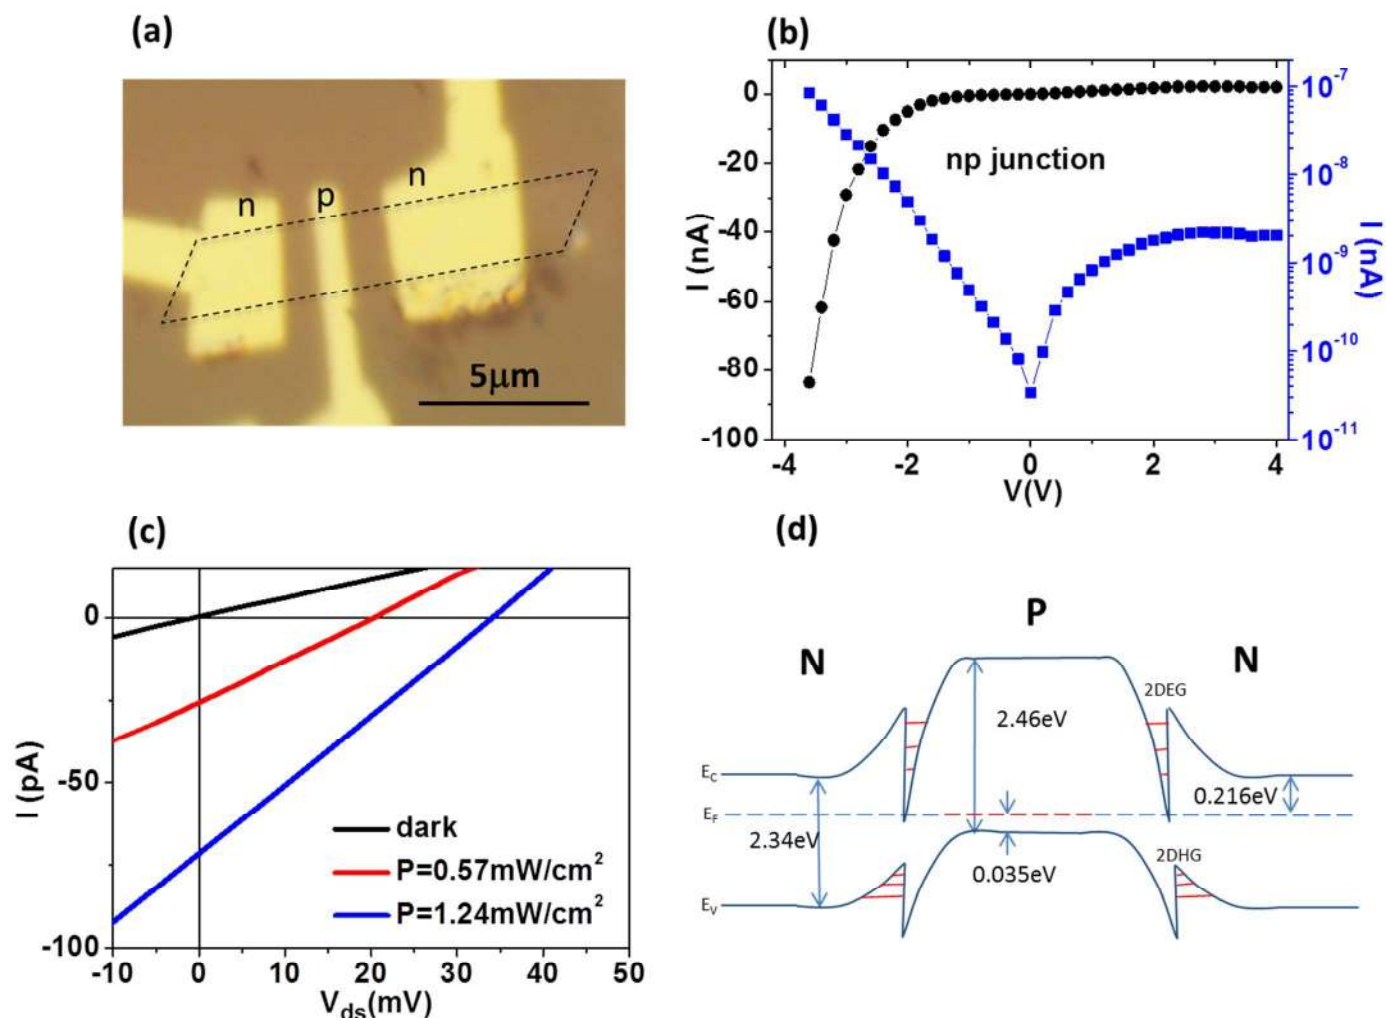 (a)
n
p
n
5μm
(b)
0
-20
-40
-60
-80
-100
I (nA)
np junction
10⁻⁷
10⁻⁸
10⁻⁹
10⁻¹⁰
10⁻¹¹
I (nA)
-4
-2
0
2
4
V(V)
(c)
0
-50
-100
I (pA)
dark
P=0.57mW/cm²
P=1.24mW/cm²
-10
0
10
20
30
40
50
V_ds(mV)
(d)
P
N
N
2DEG
2.46eV
E_C
0.216eV
E_F
2.34eV
2DHG
0.035eV
E_V